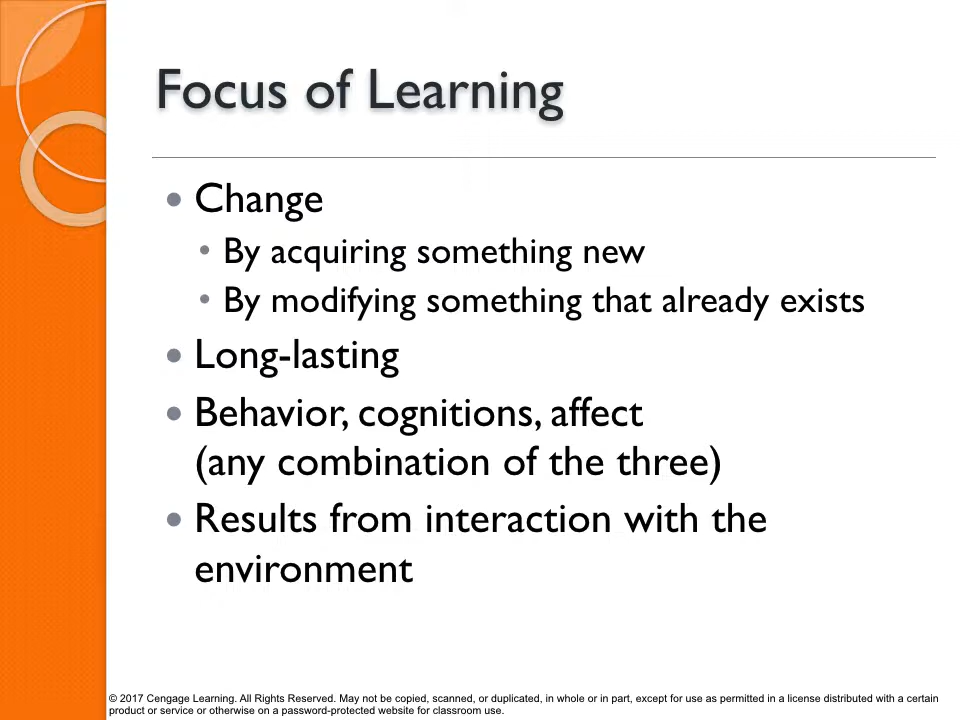 Focus of Learning
• Change
• By acquiring something new
• By modifying something that already exists
• Long-lasting
• Behavior, cognitions, affect
(any combination of the three)
• Results from interaction with the
environment
© 2017 Cengage Learning. All Rights Reserved. May not be copied, scanned, or duplicated, in whole or in part, except for use as permitted in a license distributed with a certain
product or service or otherwise on a password-protected website for classroom use.